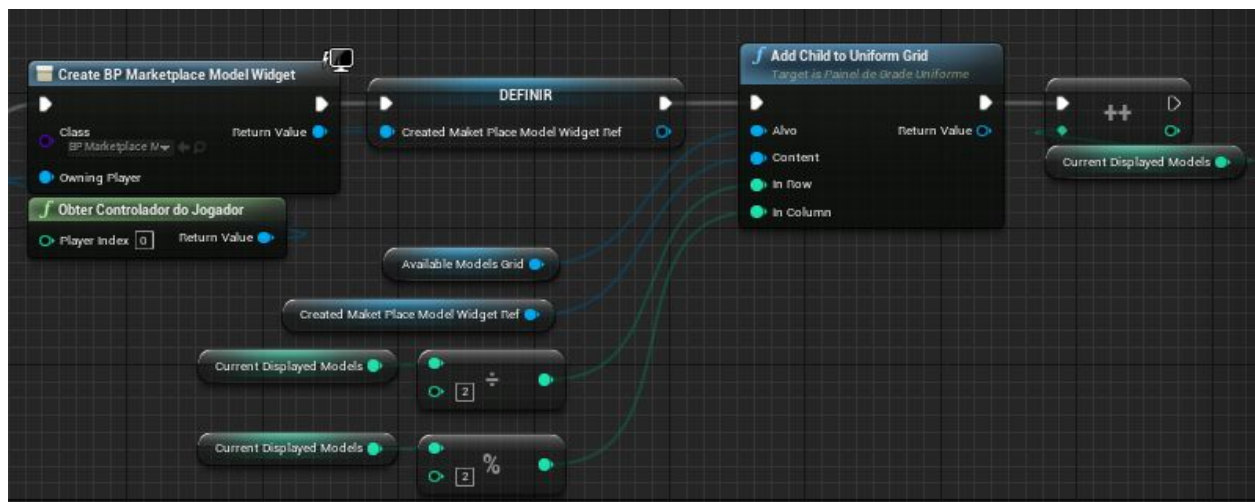 Create BP Marketplace Model Widget
Class
BP Marketplace M
Return Value
Owning Player
Obter Controlador do Jogador
Player Index 0
Return Value
DEFINIR
Created Maket Place Model Widget Ref
Available Models Grid
Created Maket Place Model Widget Ref
Current Displayed Models
2
÷
Current Displayed Models
2
%
f Add Child to Uniform Grid
Target is Painel de Grade Uniforme
Alvo
Return Value
Content
In Row
In Column
++
Current Displayed Models